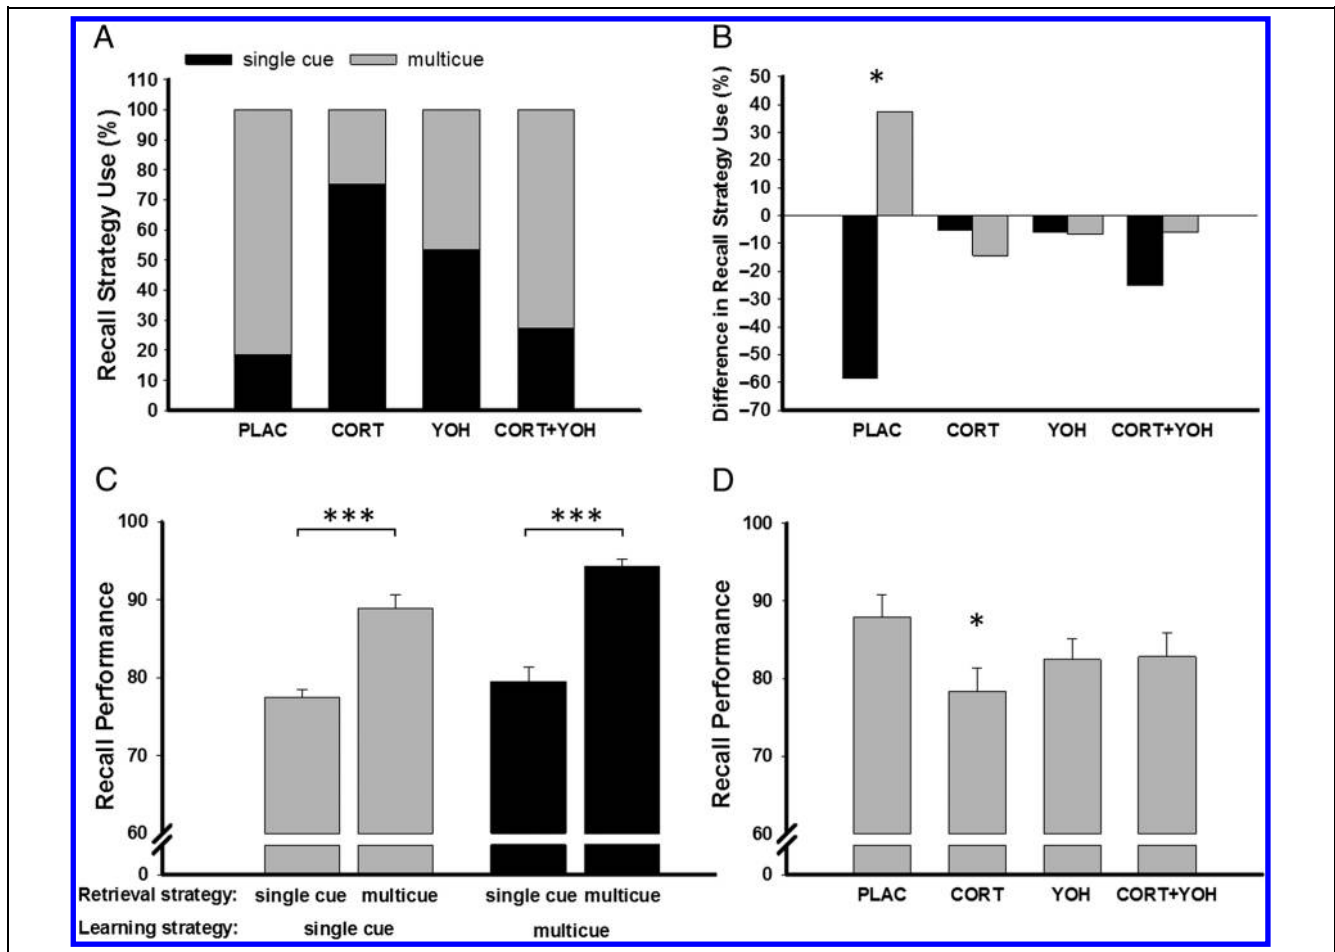 A
single cue
multicue
Recall Strategy Use (%)
110
100
90
80
70
60
50
40
30
20
10
0
PLAC
CORT
YOH
CORT+YOH
B
Difference in Recall Strategy Use (%)
50
40
30
20
10
0
−10
−20
−30
−40
−50
−60
−70
*
PLAC
CORT
YOH
CORT+YOH
C
Recall Performance
100
90
80
70
60
0
***
***
Retrieval strategy: single cue multicue single cue multicue
Learning strategy: single cue multicue
D
Recall Performance
100
90
80
70
60
0
*
PLAC
CORT
YOH
CORT+YOH